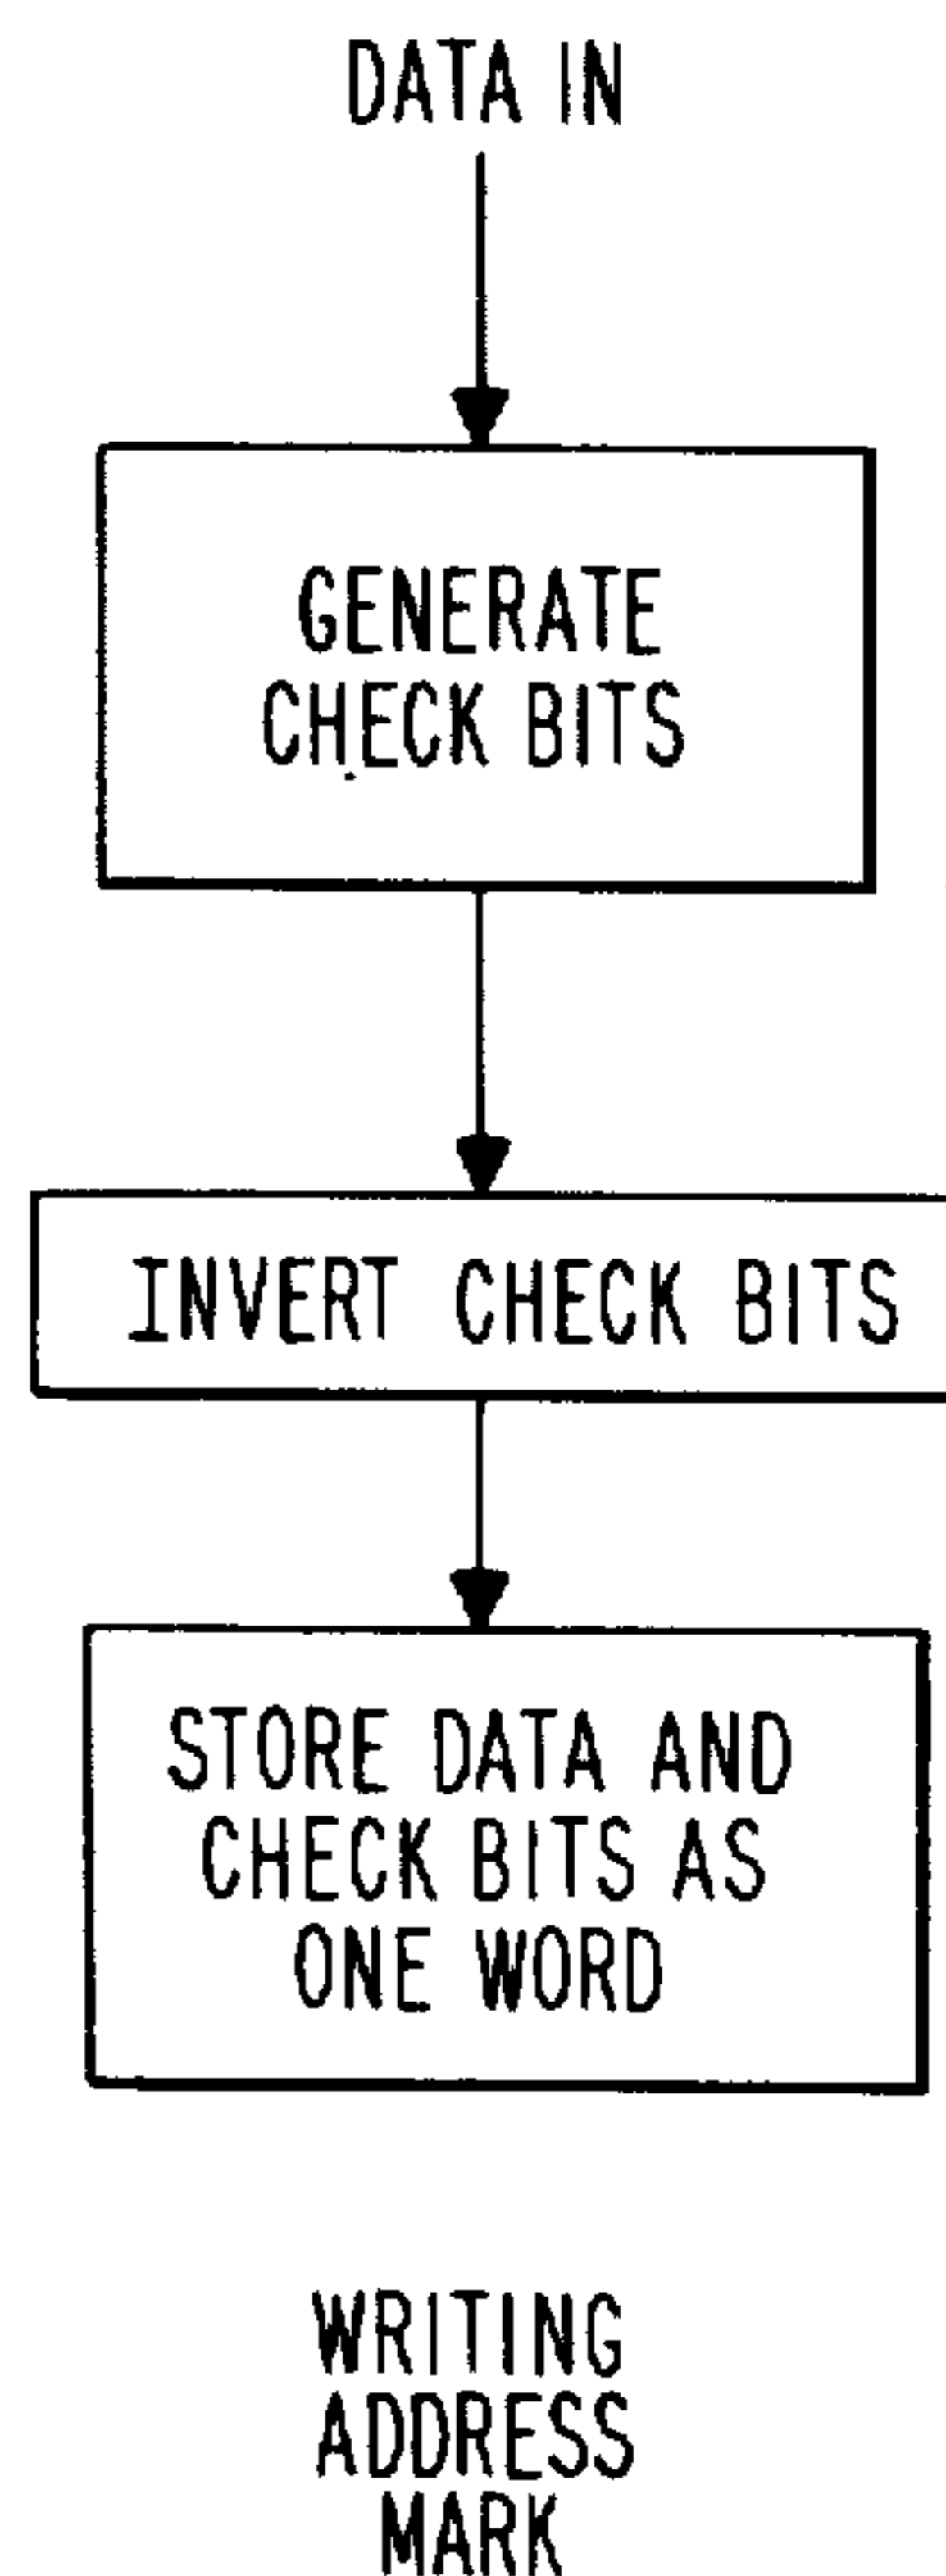 DATA IN
GENERATE
CHECK BITS
INVERT CHECK BITS
STORE DATA AND
CHECK BITS AS
ONE WORD
WRITING
ADDRESS
MARK